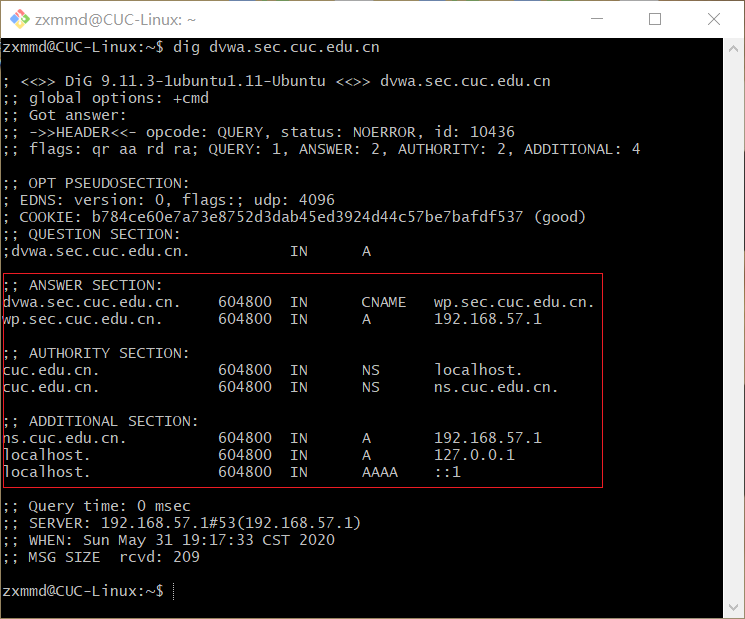 zxmmd@CUC-Linux: ~
zxmmd@CUC-Linux:~$ dig dvwa.sec.cuc.edu.cn
; <<>> DiG 9.11.3-1ubuntu1.11-Ubuntu <<>> dvwa.sec.cuc.edu.cn
;; global options: +cmd
;; Got answer:
;; ->>HEADER<<- opcode: QUERY, status: NOERROR, id: 10436
;; flags: qr aa rd ra; QUERY: 1, ANSWER: 2, AUTHORITY: 2, ADDITIONAL: 4
;; OPT PSEUDOSECTION:
; EDNS: version: 0, flags:; udp: 4096
; COOKIE: b784ce60e7a73e8752d3dab45ed3924d44c57be7bafdf537 (good)
;; QUESTION SECTION:
;dvwa.sec.cuc.edu.cn. IN A
;; ANSWER SECTION:
dvwa.sec.cuc.edu.cn. 604800 IN CNAME wp.sec.cuc.edu.cn.
wp.sec.cuc.edu.cn. 604800 IN A 192.168.57.1
;; AUTHORITY SECTION:
cuc.edu.cn. 604800 IN NS localhost.
cuc.edu.cn. 604800 IN NS ns.cuc.edu.cn.
;; ADDITIONAL SECTION:
ns.cuc.edu.cn. 604800 IN A 192.168.57.1
localhost. 604800 IN A 127.0.0.1
localhost. 604800 IN AAAA ::1
;; Query time: 0 msec
;; SERVER: 192.168.57.1#53(192.168.57.1)
;; WHEN: Sun May 31 19:17:33 CST 2020
;; MSG SIZE rcvd: 209
zxmmd@CUC-Linux:~$